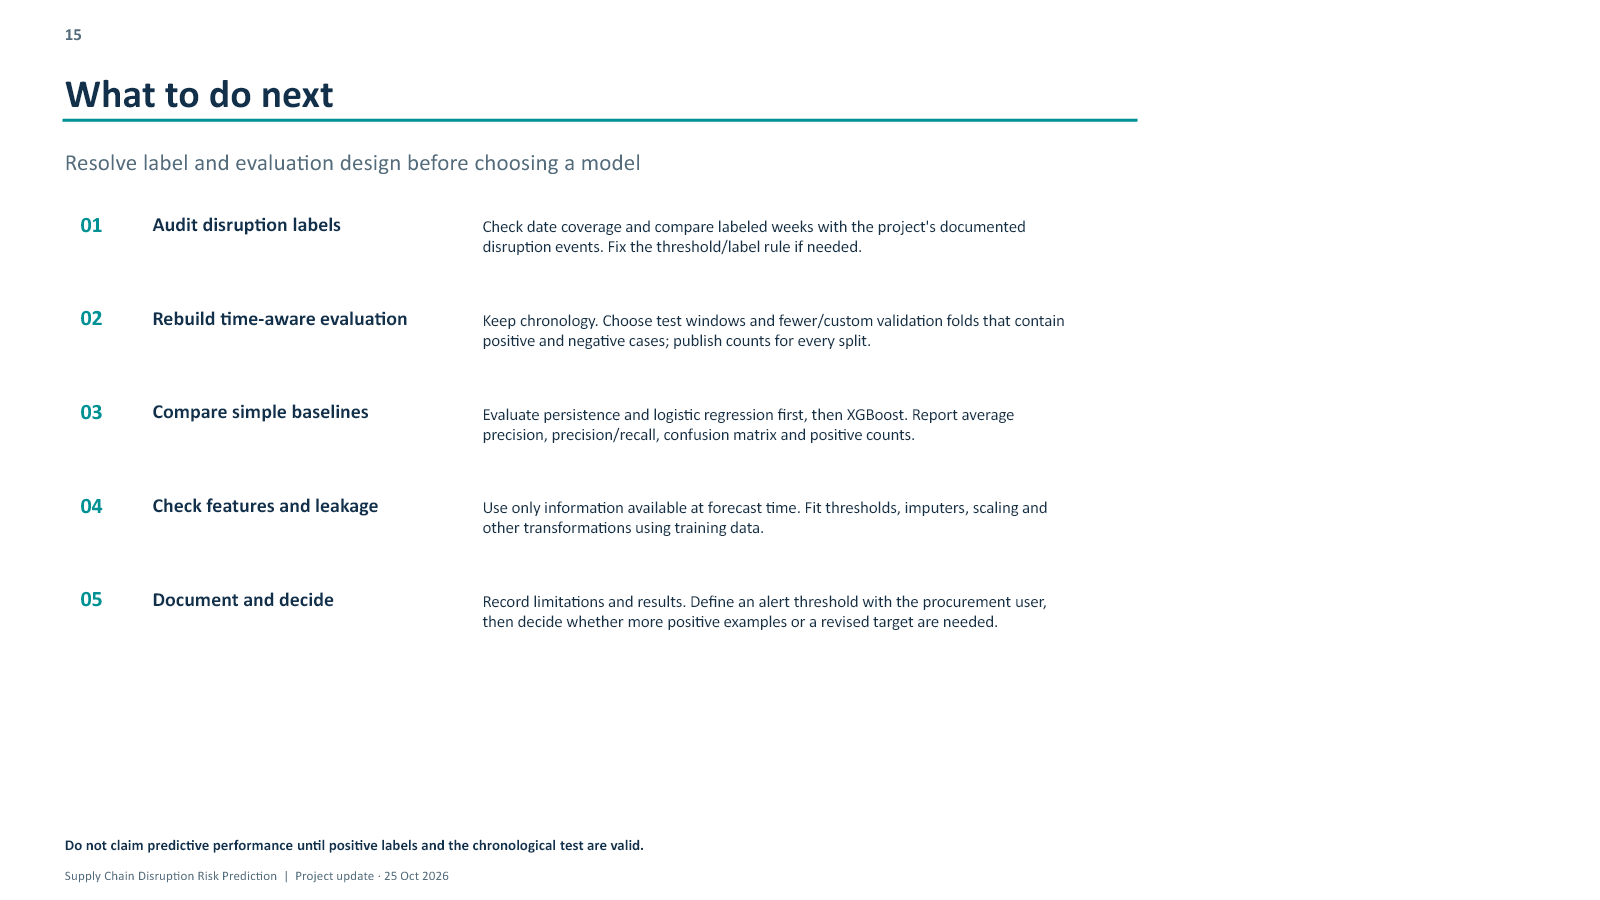 15
What to do next
Resolve label and evaluation design before choosing a model
01
Audit disruption labels
Check date coverage and compare labeled weeks with the project's documented
disruption events. Fix the threshold/label rule if needed.
02
Rebuild time-aware evaluation
Keep chronology. Choose test windows and fewer/custom validation folds that contain
positive and negative cases; publish counts for every split.
03
Compare simple baselines
Evaluate persistence and logistic regression first, then XGBoost. Report average
precision, precision/recall, confusion matrix and positive counts.
04
Check features and leakage
Use only information available at forecast time. Fit thresholds, imputers, scaling and
other transformations using training data.
05
Document and decide
Record limitations and results. Define an alert threshold with the procurement user,
then decide whether more positive examples or a revised target are needed.
Do not claim predictive performance until positive labels and the chronological test are valid.
Supply Chain Disruption Risk Prediction | Project update · 25 Oct 2026